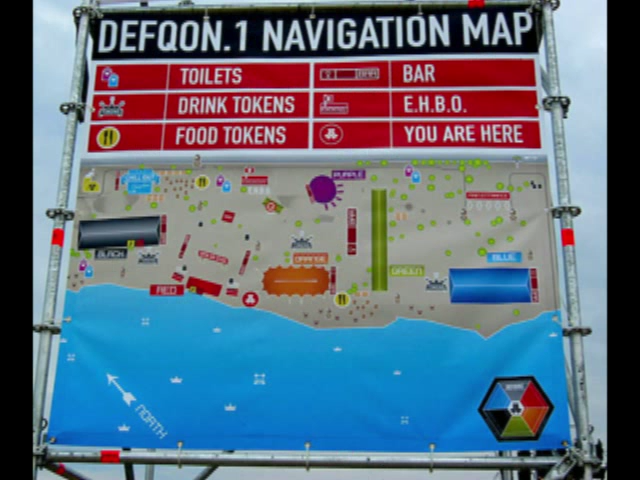 DEFQON.1 NAVIGATION MAP
TOILETS
BAR
DRINK TOKENS
E.H.B.O.
FOOD TOKENS
YOU ARE HERE
PURPLE
BLACK
ORANGE
BLUE
GREEN
RED
NORTH